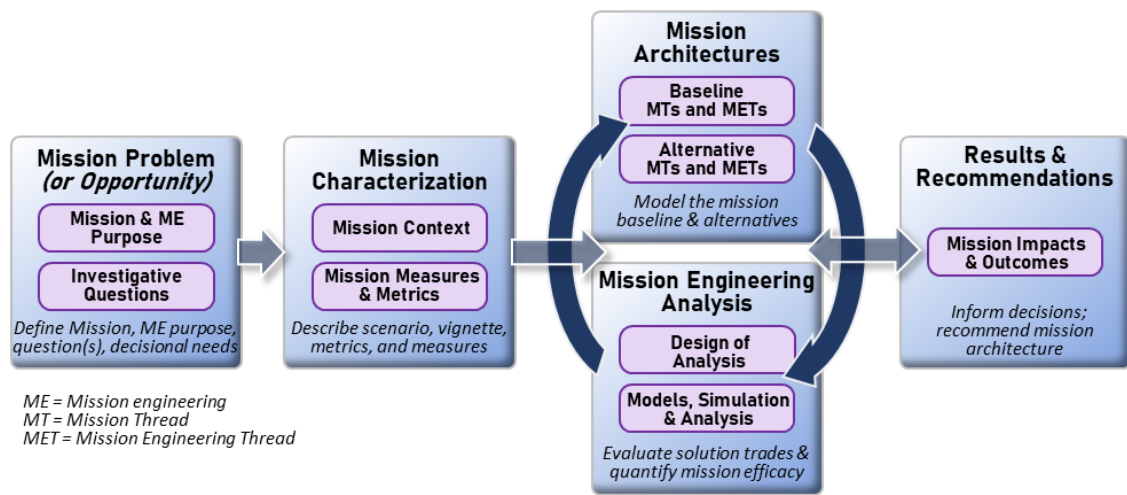 Mission Problem
(or Opportunity)
Mission & ME
Purpose
Investigative
Questions
Define Mission, ME purpose,
question(s), decisional needs
Mission
Characterization
Mission Context
Mission Measures
& Metrics
Describe scenario, vignette,
metrics, and measures
Mission
Architectures
Baseline
MTs and METs
Alternative
MTs and METs
Model the mission
baseline & alternatives
Mission Engineering
Analysis
Design of
Analysis
Models, Simulation
& Analysis
Evaluate solution trades &
quantify mission efficacy
Results &
Recommendations
Mission Impacts
& Outcomes
Inform decisions;
recommend mission
architecture
ME = Mission engineering
MT = Mission Thread
MET = Mission Engineering Thread